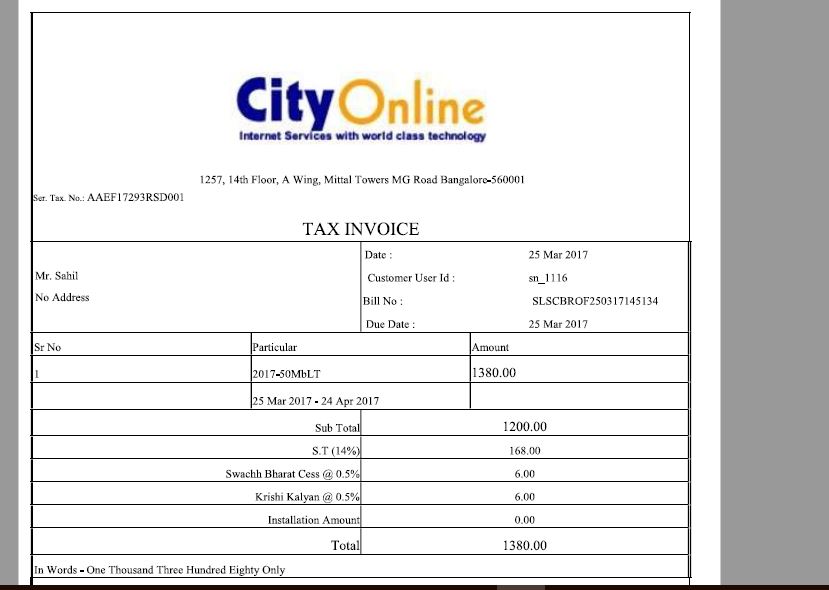 CityOnline
Internet Services with world class technology
1257, 14th Floor, A Wing, Mittal Towers MG Road Bangalore-560001
Ser. Tax. No.: AAEF17293RSD001
TAX INVOICE
Mr. Sahil
No Address
Date : 25 Mar 2017
Customer User Id : sn_1116
Bill No : SLSCBROF250317145134
Due Date : 25 Mar 2017
Sr No Particular Amount
1 2017-50MbLT 1380.00
25 Mar 2017 - 24 Apr 2017
Sub Total 1200.00
S.T (14%) 168.00
Swachh Bharat Cess @ 0.5% 6.00
Krishi Kalyan @ 0.5% 6.00
Installation Amount 0.00
Total 1380.00
In Words - One Thousand Three Hundred Eighty Only